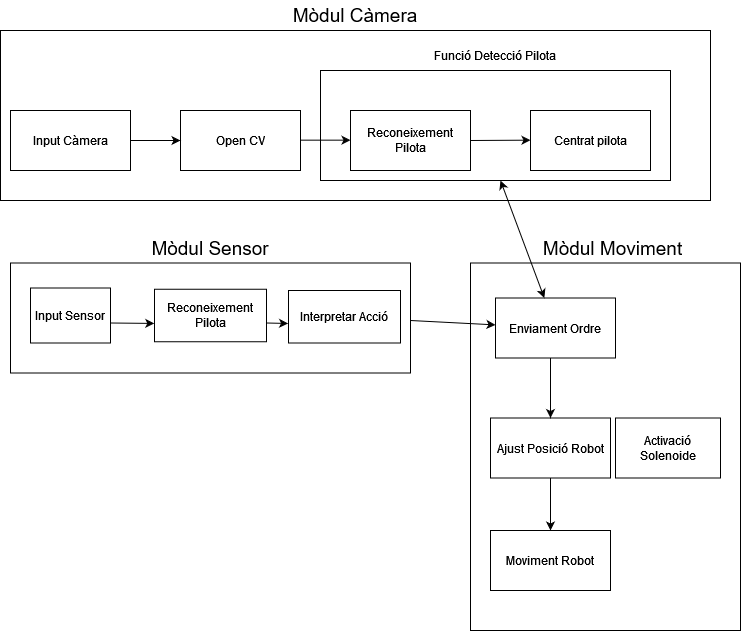 Mòdul Càmera
Funció Detecció Pilota
Input Càmera
Open CV
Reconeixement
Pilota
Centrat pilota
Mòdul Sensor
Input Sensor
Reconeixement
Pilota
Interpretar Acció
Mòdul Moviment
Enviament Ordre
Ajust Posició Robot
Activació
Solenoide
Moviment Robot